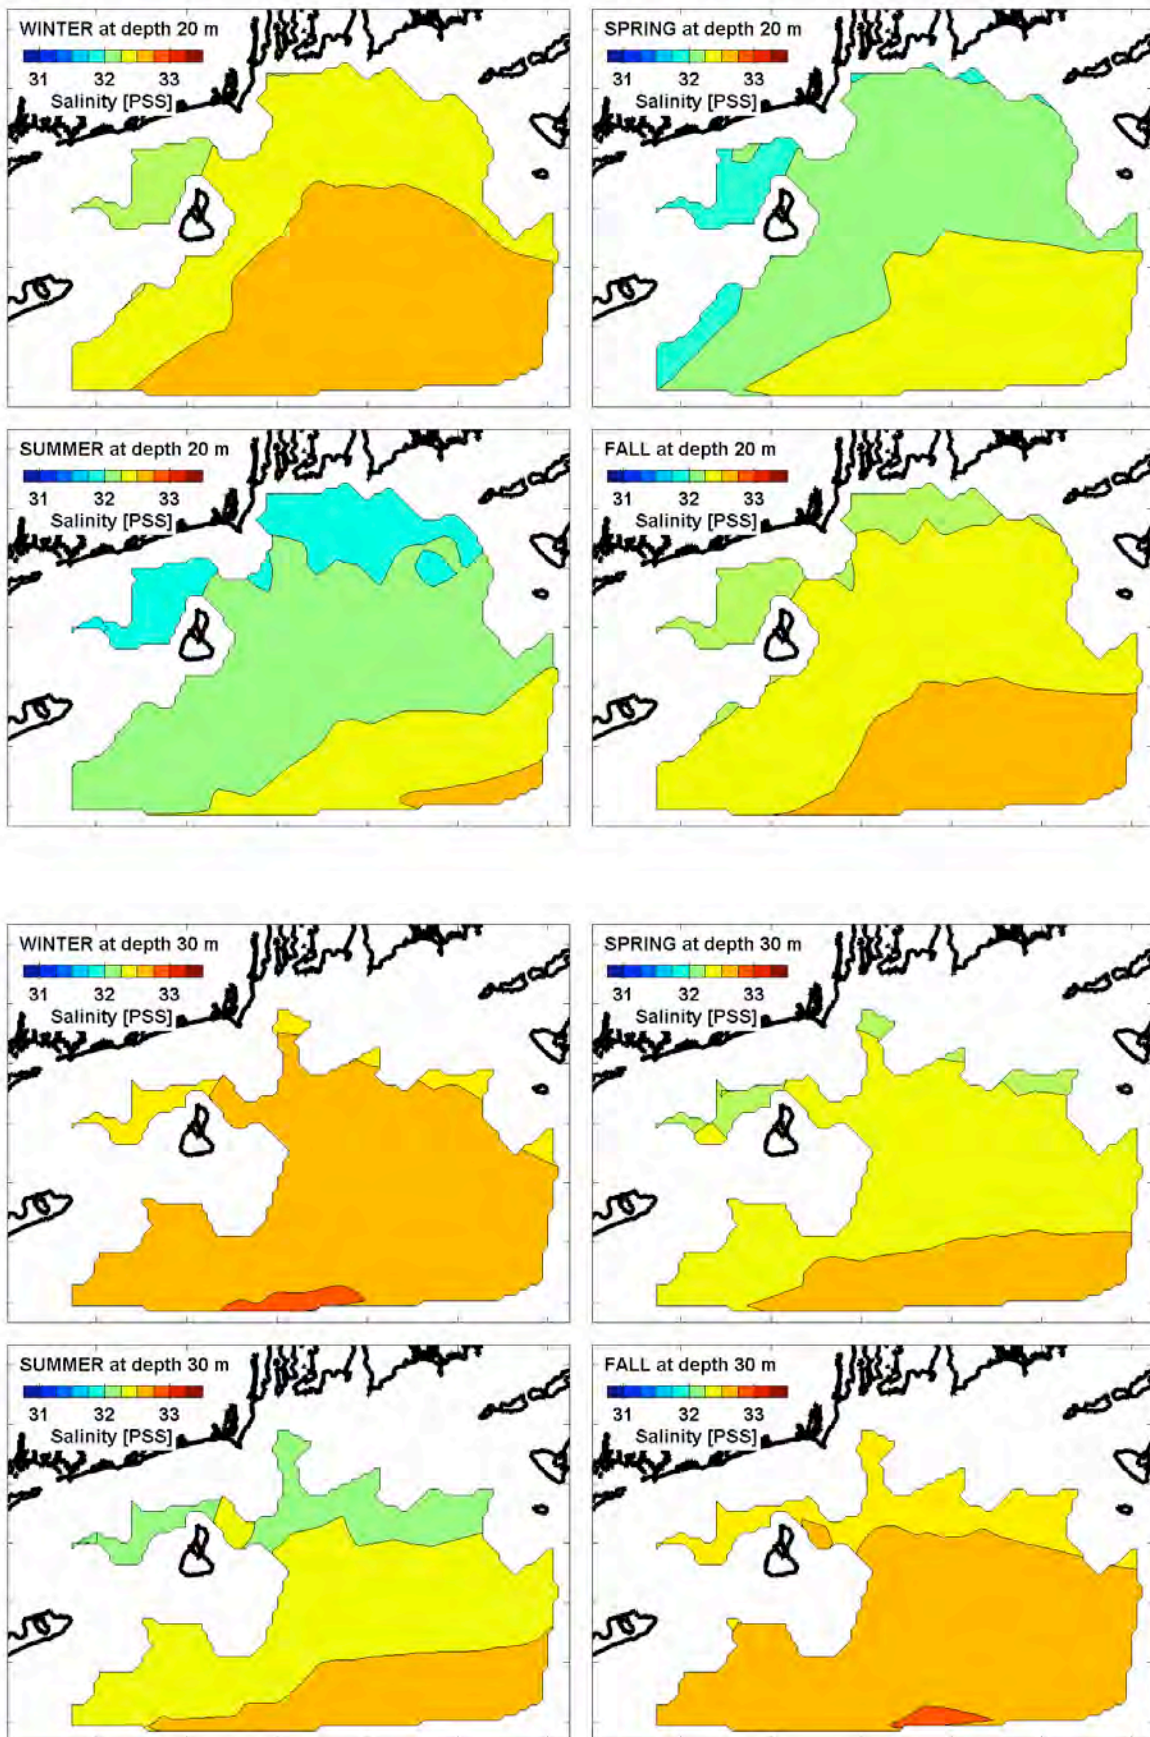 WINTER at depth 20 m
31 32 33
Salinity [PSS]
SPRING at depth 20 m
31 32 33
Salinity [PSS]
SUMMER at depth 20 m
31 32 33
Salinity [PSS]
FALL at depth 20 m
31 32 33
Salinity [PSS]
WINTER at depth 30 m
31 32 33
Salinity [PSS]
SPRING at depth 30 m
31 32 33
Salinity [PSS]
SUMMER at depth 30 m
31 32 33
Salinity [PSS]
FALL at depth 30 m
31 32 33
Salinity [PSS]